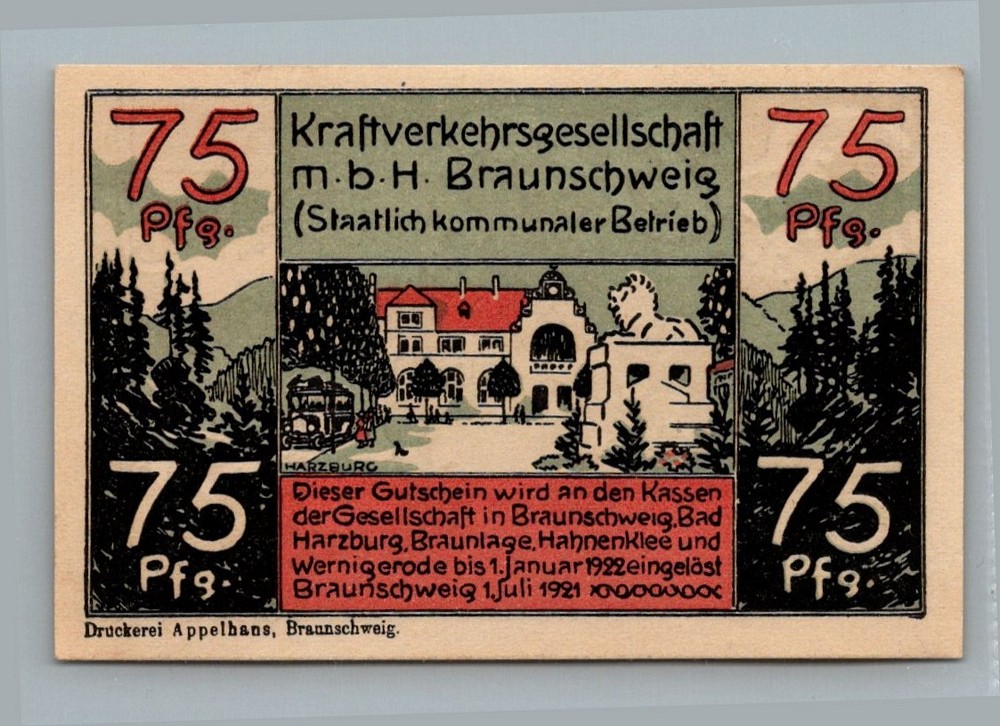 75
Pfg.
Kraftverkehrsgesellschaft
m.b.H. Braunschweig
(Staatlich kommunaler Betrieb)
75
Pfg.
HARZBURG
75
Pfg.
Dieser Gutschein wird an den Kassen
der Gesellschaft in Braunschweig, Bad
Harzburg, Braunlage, Hahnenklee und
Wernigerode bis 1. Januar 1922 eingelöst
Braunschweig 1. Juli 1921
75
Pfg.
Druckerei Appelhans, Braunschweig.